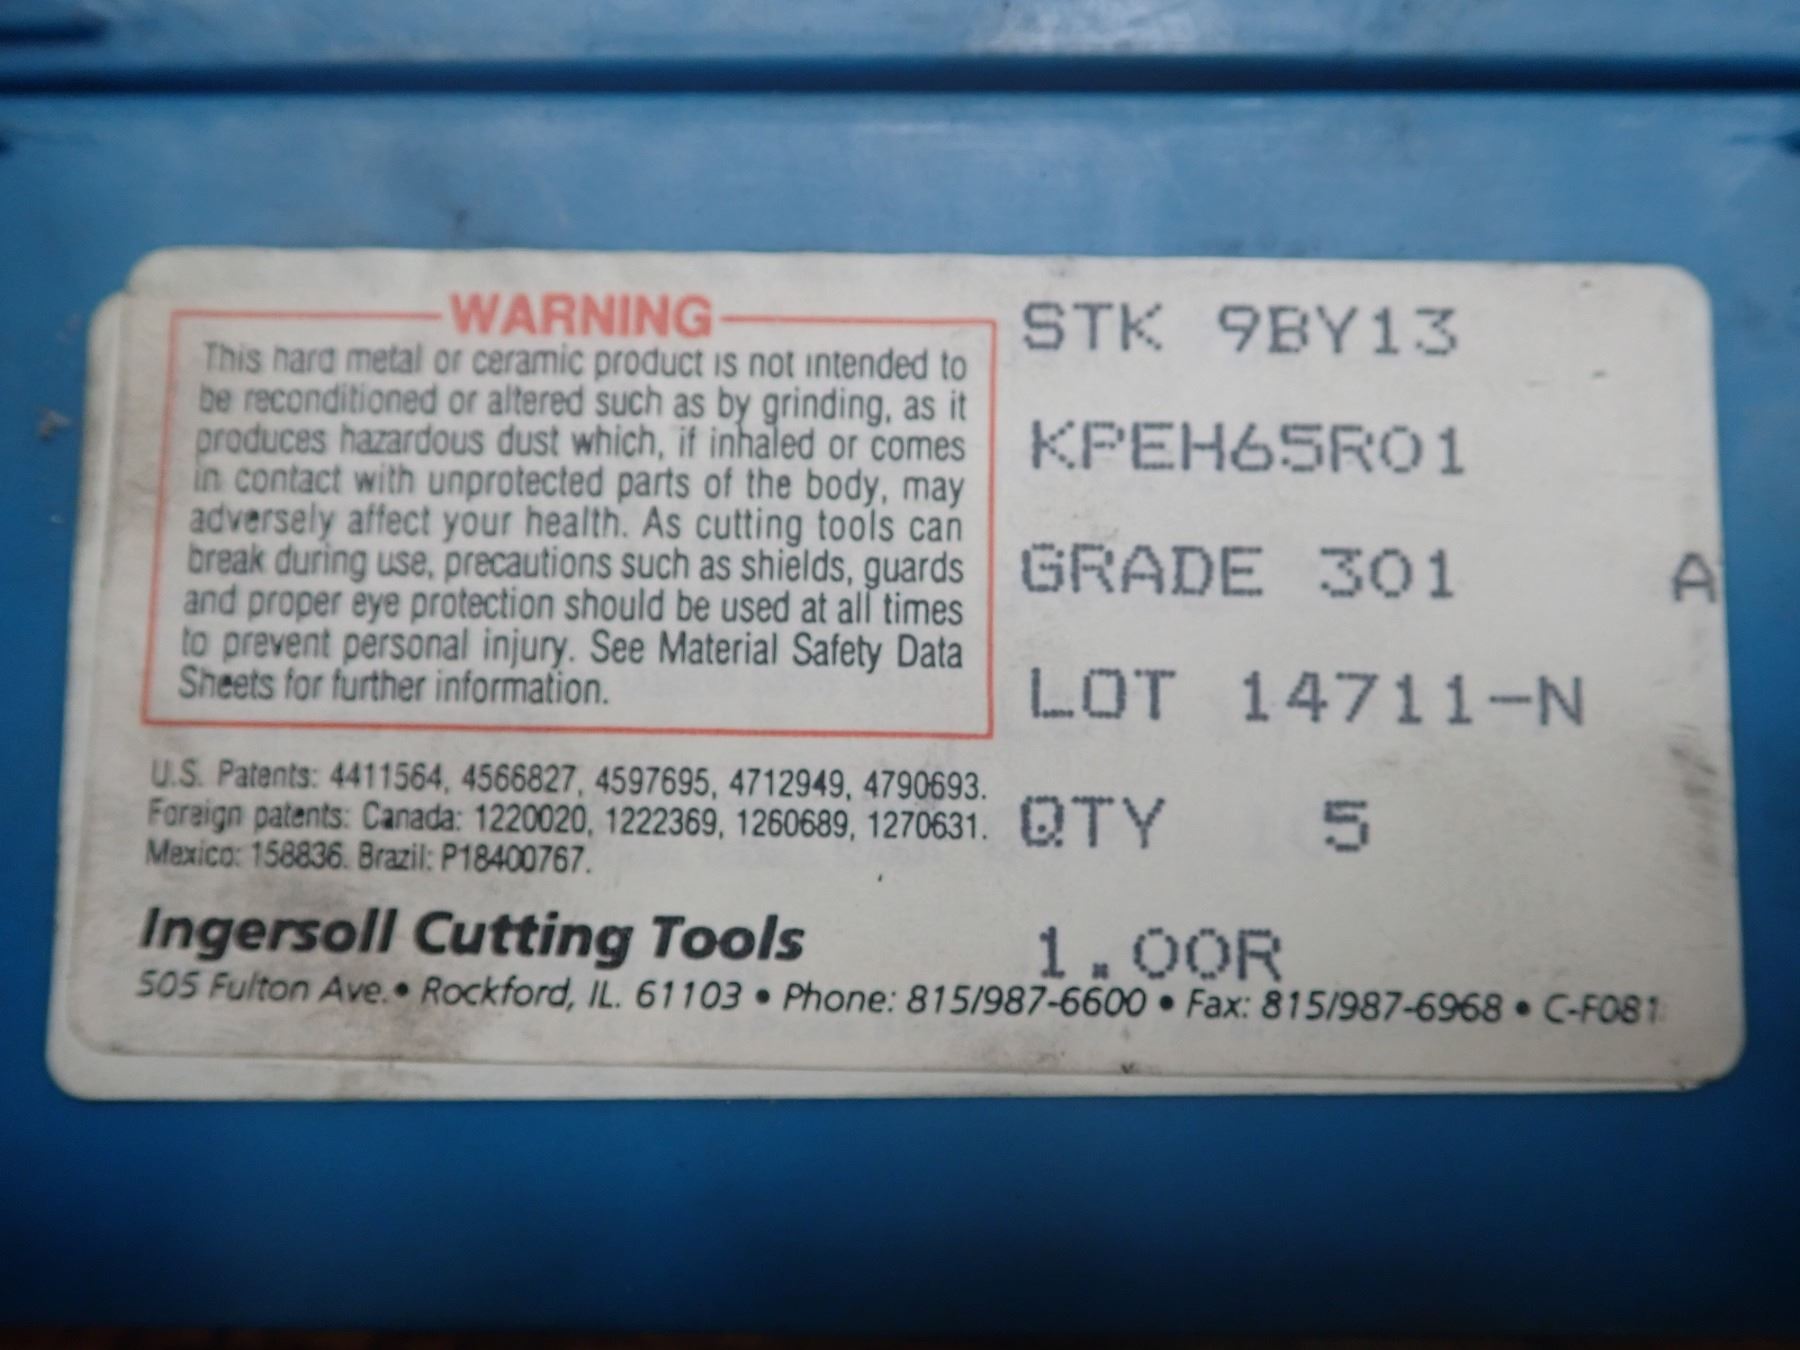 WARNING
This hard metal or ceramic product is not intended to
be reconditioned or altered such as by grinding, as it
produces hazardous dust which, if inhaled or comes
in contact with unprotected parts of the body, may
adversely affect your health. As cutting tools can
break during use, precautions such as shields, guards
and proper eye protection should be used at all times
to prevent personal injury. See Material Safety Data
Sheets for further information.
U.S. Patents: 4411564, 4566827, 4597695, 4712949, 4790693.
Foreign patents: Canada: 1220020, 1222369, 1260689, 1270631.
Mexico: 158836. Brazil: P18400767.
STK 9BY13
KPEH65R01
GRADE 301 A
LOT 14711-N
QTY 5
1.00R
Ingersoll Cutting Tools
505 Fulton Ave. • Rockford, IL. 61103 • Phone: 815/987-6600 • Fax: 815/987-6968 • C-F081